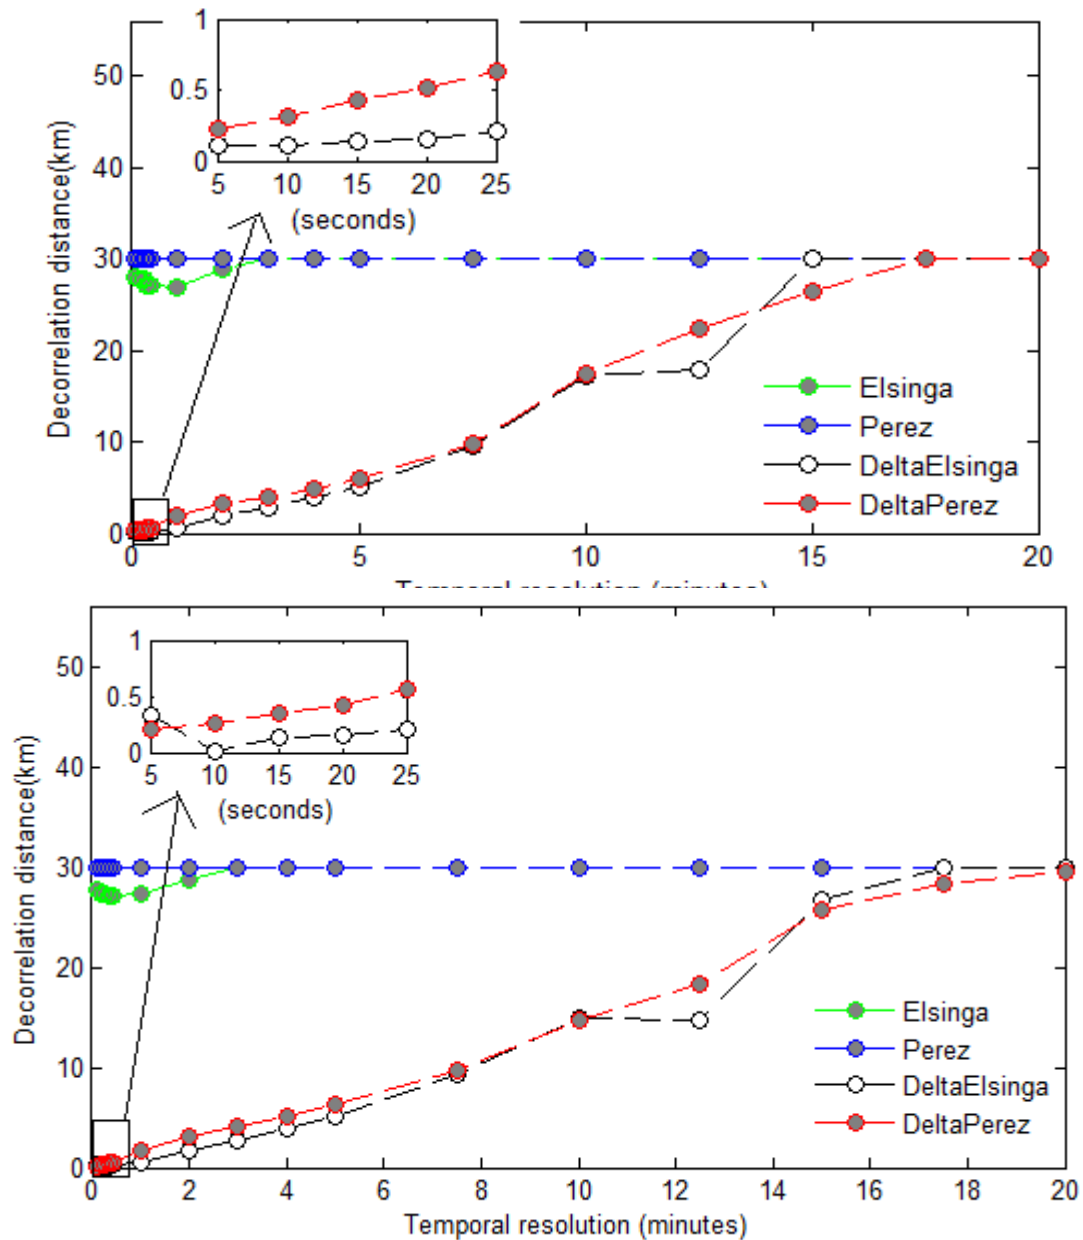 1
0.5
0
5 10 15 20 25
(seconds)
50
40
30
20
10
0
Decorrelation distance(km)
Elsinga
Perez
DeltaElsinga
DeltaPerez
0 5 10 15 20
Temporal resolution (minutes)
1
0.5
0
5 10 15 20 25
(seconds)
50
40
30
20
10
0
Decorrelation distance(km)
Elsinga
Perez
DeltaElsinga
DeltaPerez
0 2 4 6 8 10 12 14 16 18 20
Temporal resolution (minutes)